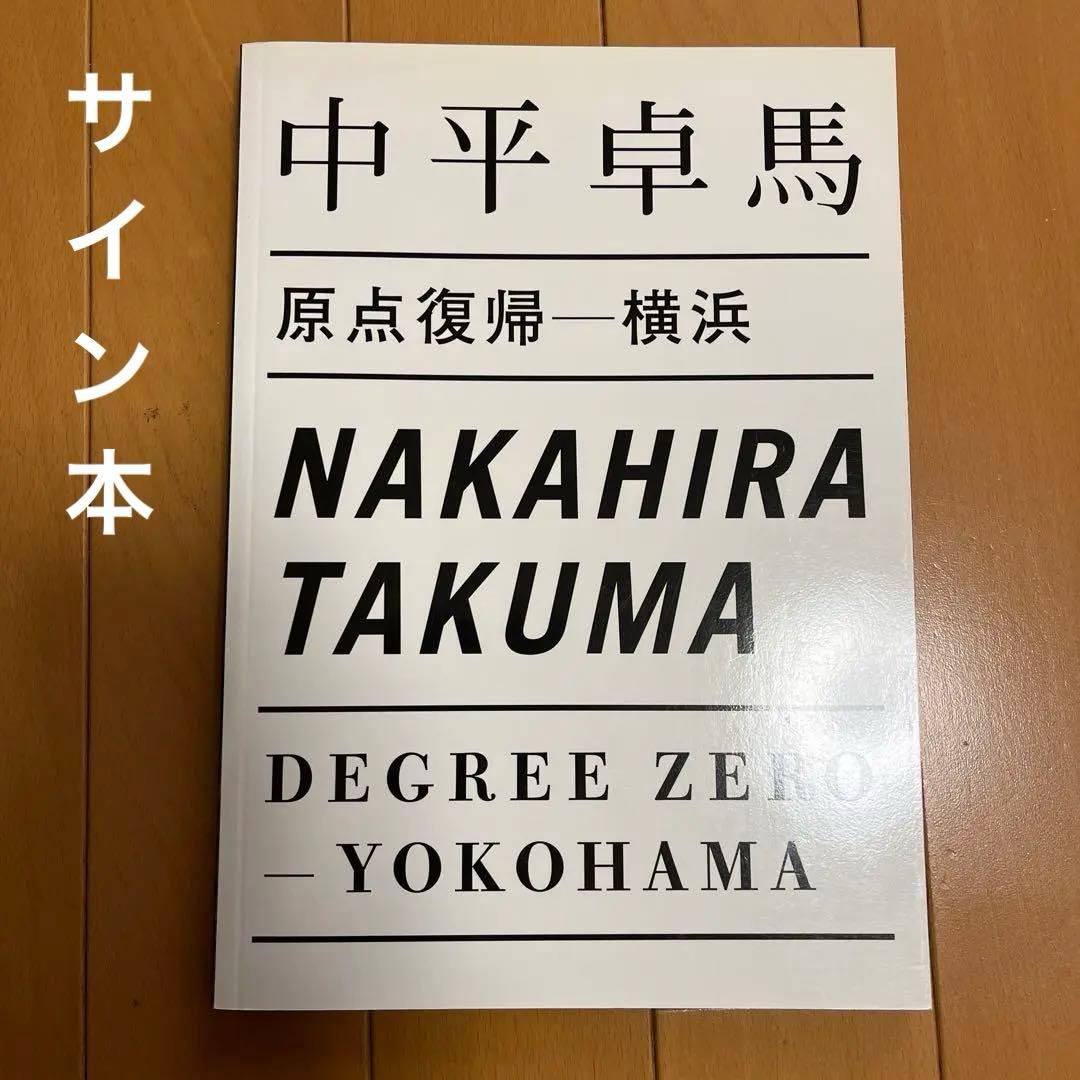 サイン本
中平卓馬
原点復帰―横浜
NAKAHIRA
TAKUMA
DEGREE ZERO
—YOKOHAMA